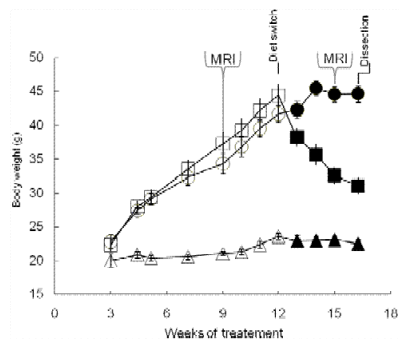 MRI
Diet switch
MRI
Dissection
50
45
40
35
30
25
20
15
Body weight (g)
0 3 6 9 12 15 18
Weeks of treatement